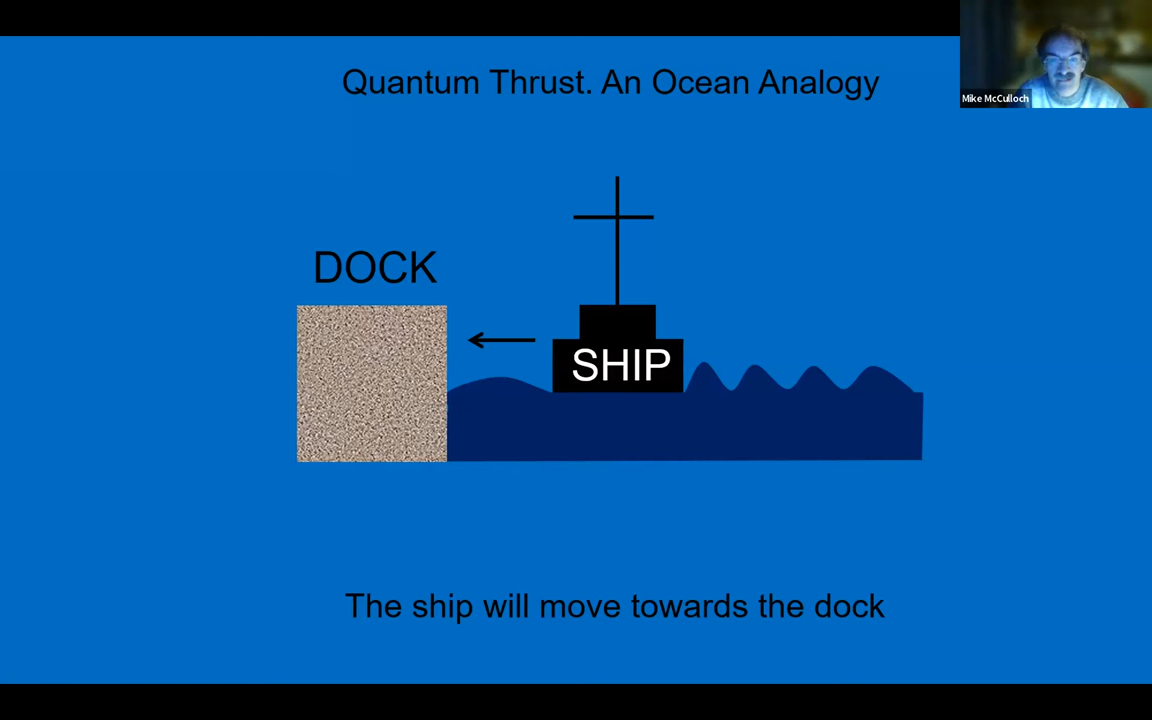 Quantum Thrust. An Ocean Analogy
Mike McCulloch
DOCK
SHIP
The ship will move towards the dock